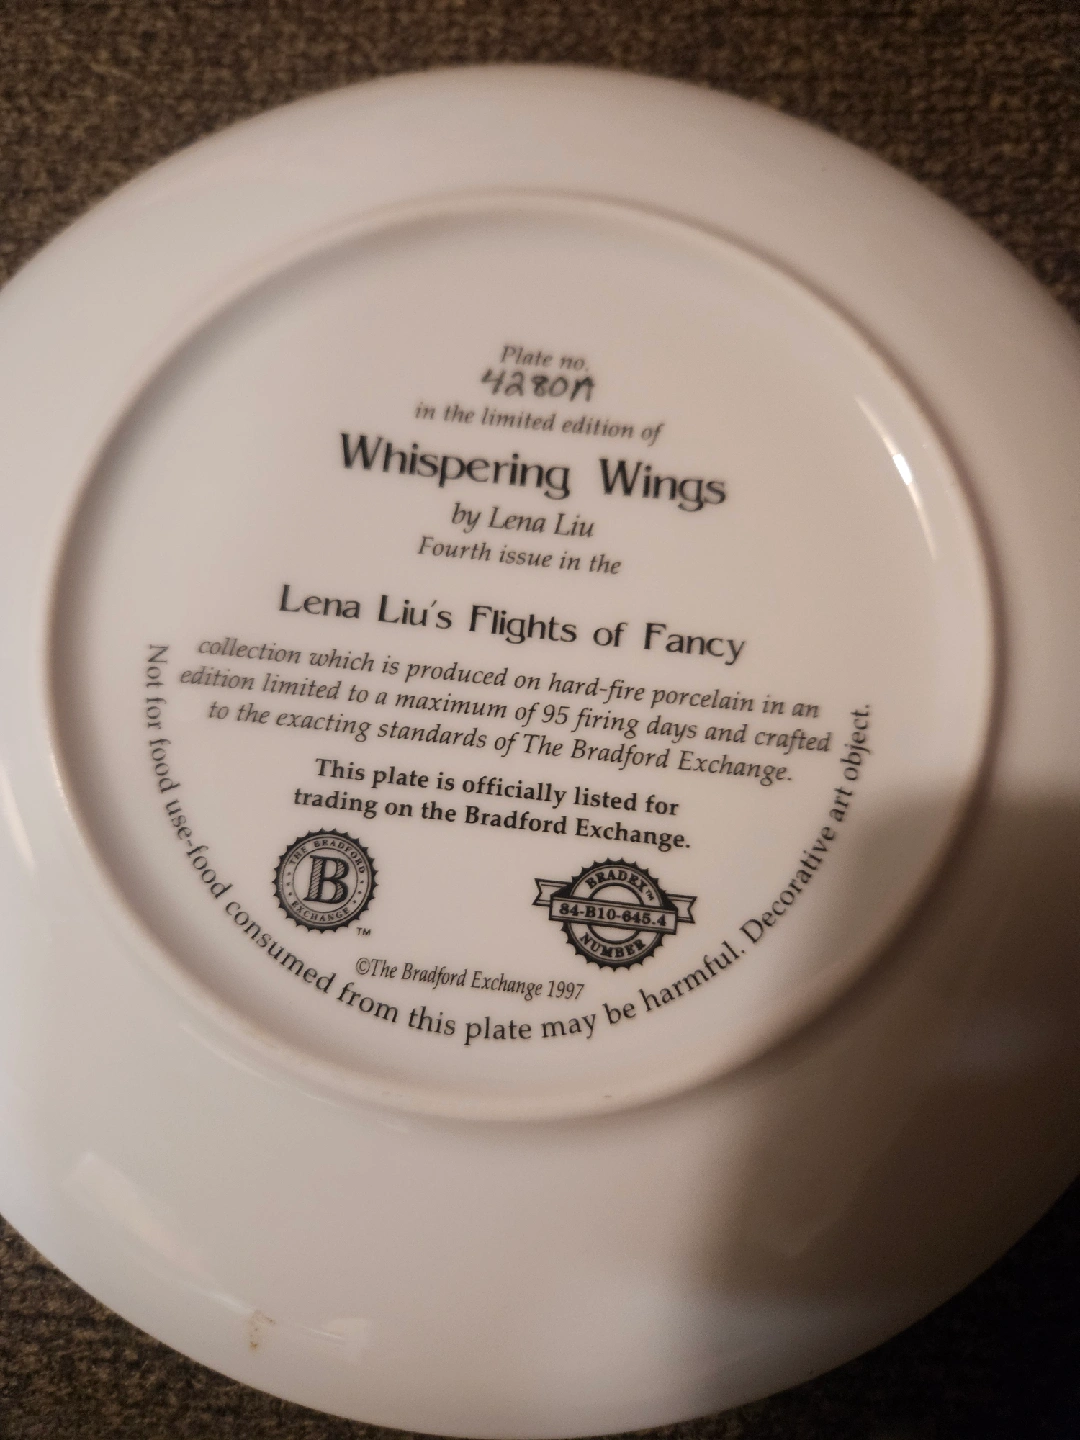 Plate no.
4280A
in the limited edition of
Whispering Wings
by Lena Liu
Fourth issue in the
Lena Liu's Flights of Fancy
collection which is produced on hard-fire porcelain in an
edition limited to a maximum of 95 firing days and crafted
to the exacting standards of The Bradford Exchange.
This plate is officially listed for
trading on the Bradford Exchange.
THE BRADFORD
B
EXCHANGE
TM
BRADEX™
84-B10-645.4
NUMBER
©The Bradford Exchange 1997
Not for food use-food consumed from this plate may be harmful. Decorative art object.